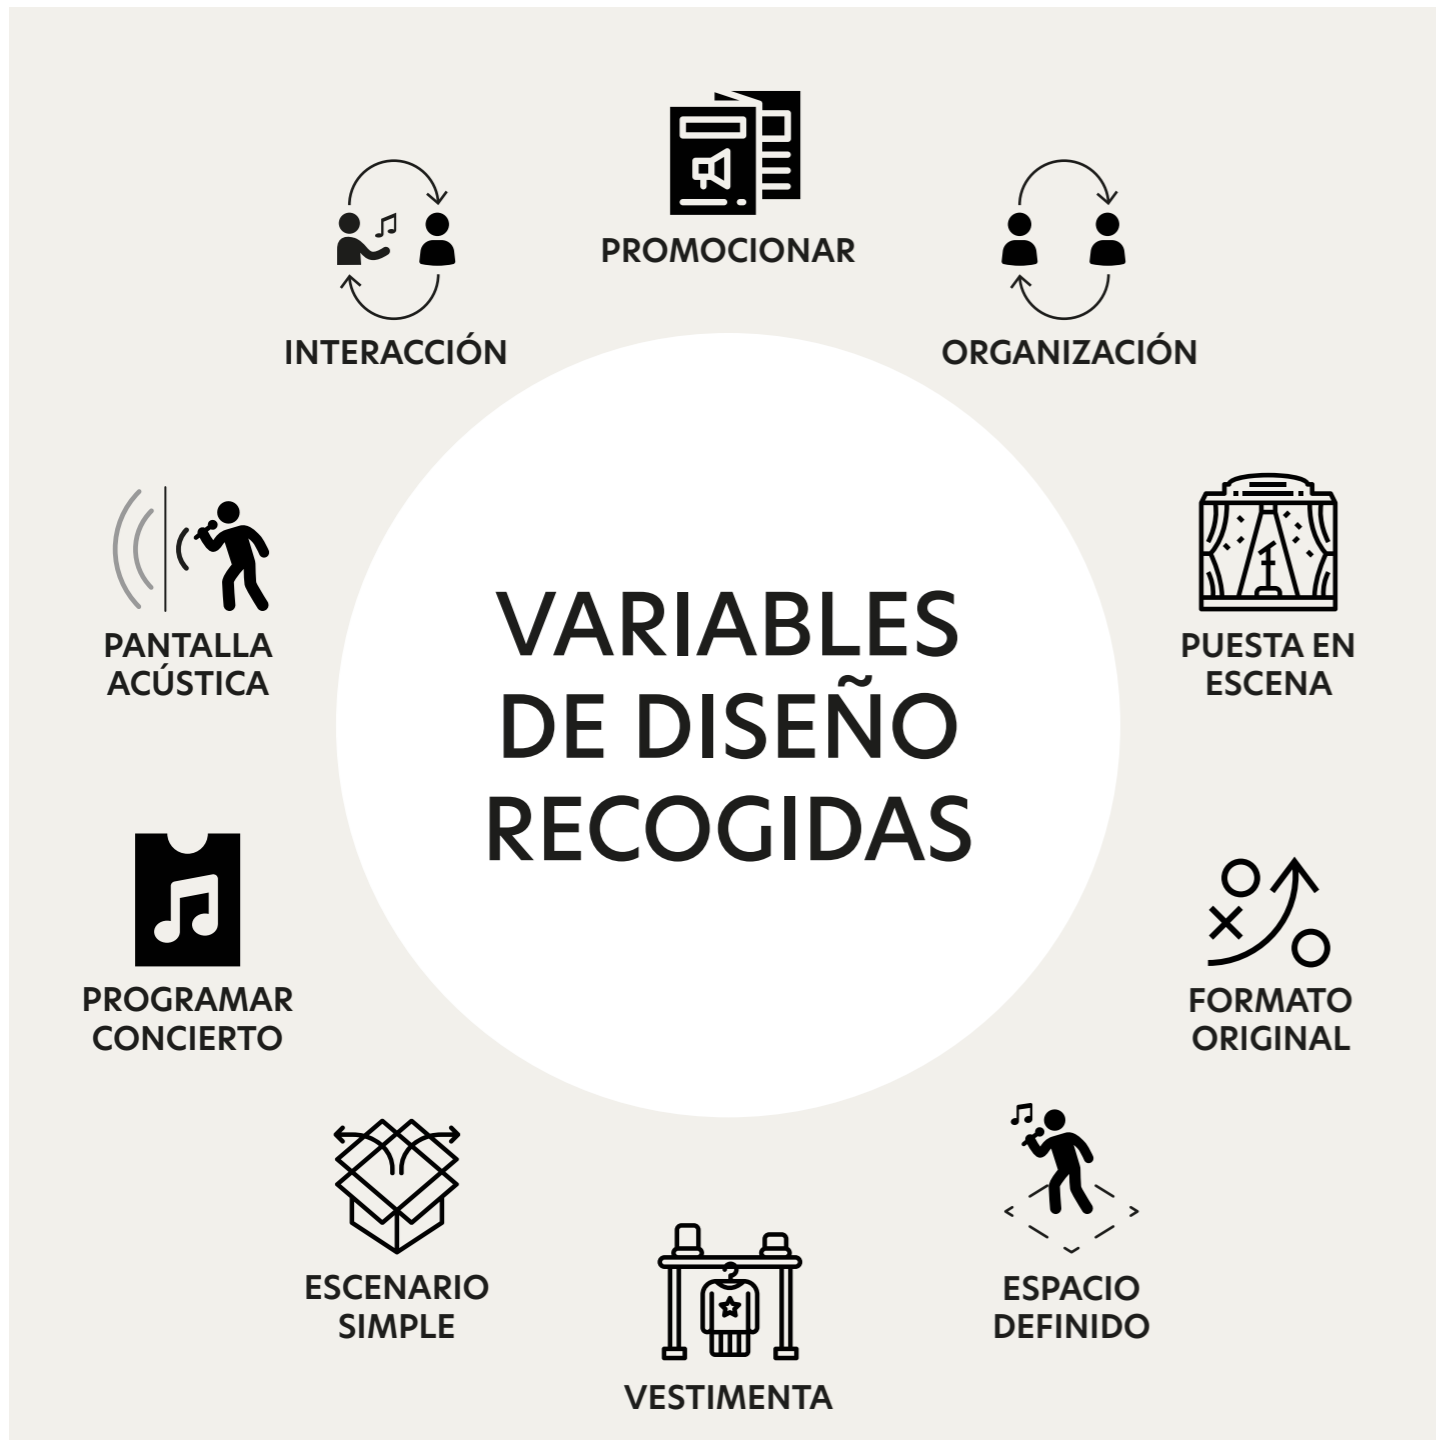 PROMOCIONAR
INTERACCIÓN
ORGANIZACIÓN
PANTALLA
ACÚSTICA
PUESTA EN
ESCENA
VARIABLES
DE DISEÑO
RECOGIDAS
PROGRAMAR
CONCIERTO
FORMATO
ORIGINAL
ESCENARIO
SIMPLE
ESPACIO
DEFINIDO
VESTIMENTA